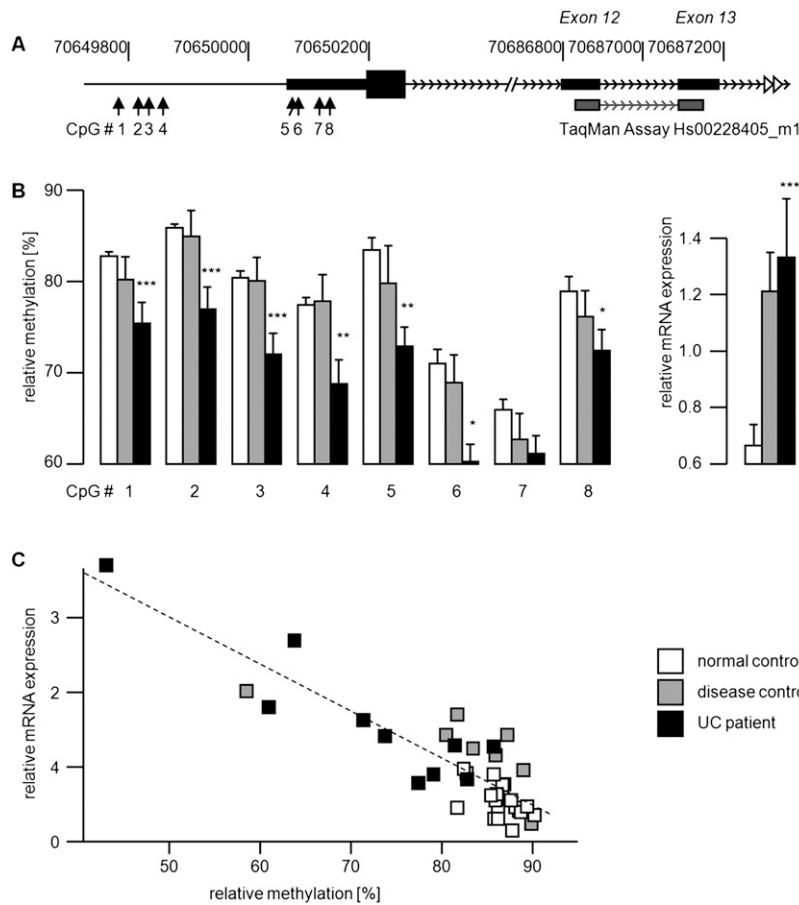 Exon 12 Exon 13
A 70649800 70650000 70650200 70686800 70687000 70687200
CpG # 1 2 3 4 5 6 7 8 TaqMan Assay Hs00228405_m1
B
relative methylation [%]
90
80
70
60
*** *** *** ** ** * *
CpG # 1 2 3 4 5 6 7 8
relative mRNA expression
1.4
1.2
1.0
0.8
0.6
***
C
relative mRNA expression
3
2
4
0
50 60 70 80 90
relative methylation [%]
normal contro
disease contro
UC patient